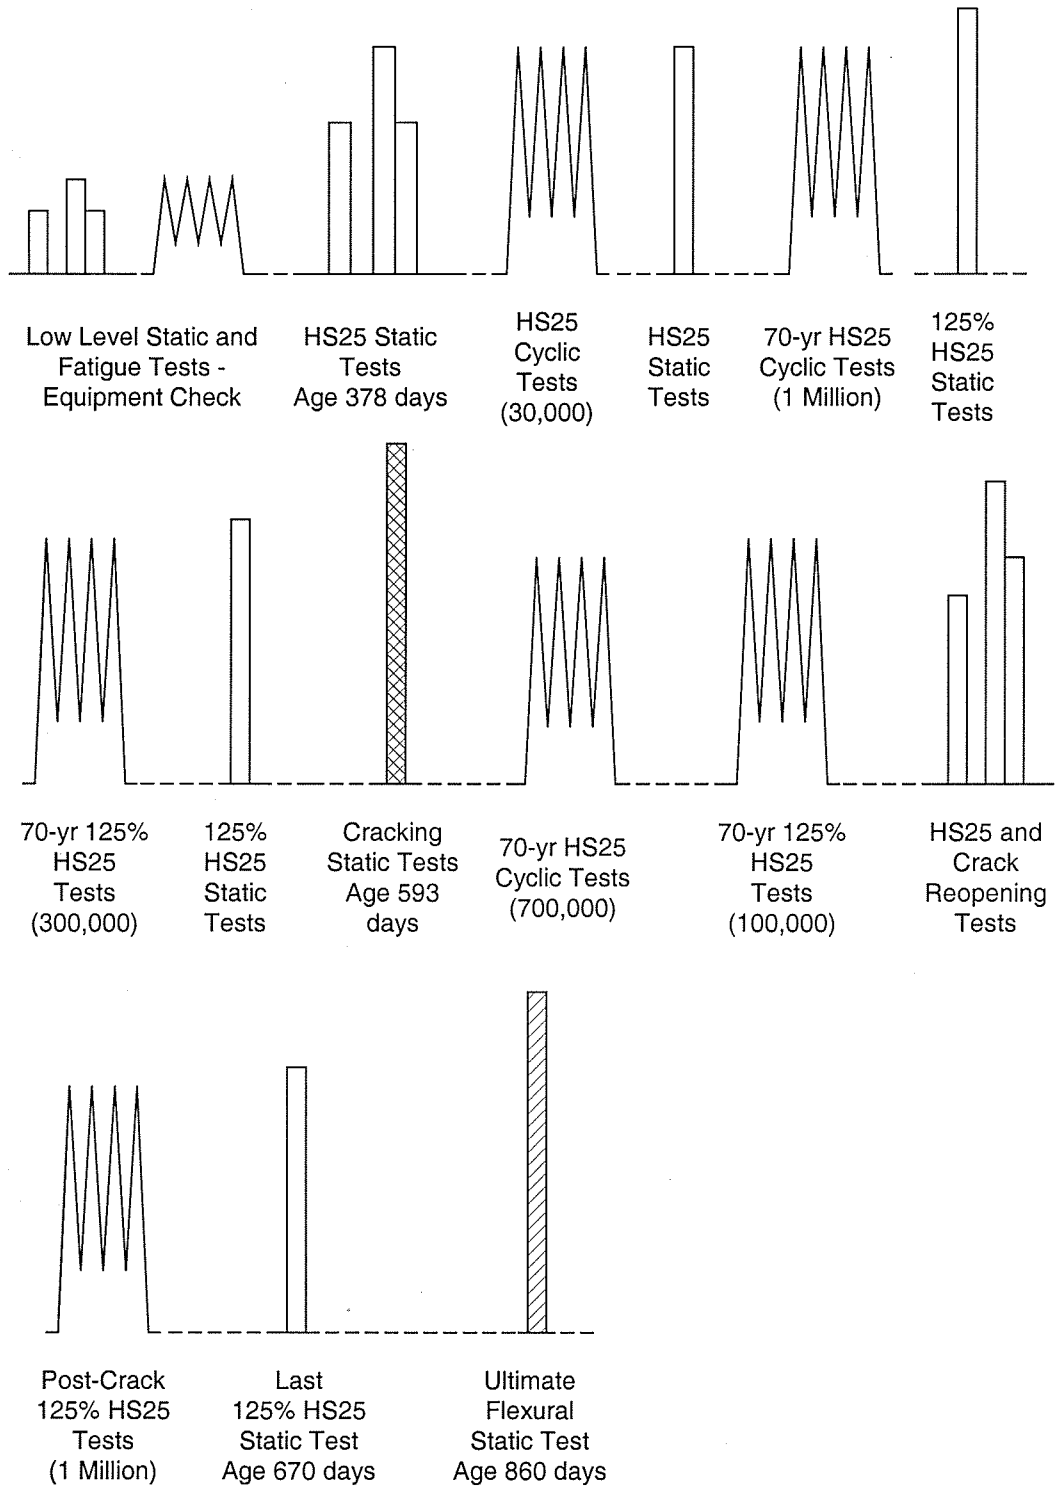 Low Level Static and
Fatigue Tests -
Equipment Check
HS25 Static
Tests
Age 378 days
HS25
Cyclic
Tests
(30,000)
HS25
Static
Tests
70-yr HS25
Cyclic Tests
(1 Million)
125%
HS25
Static
Tests
70-yr 125%
HS25
Tests
(300,000)
125%
HS25
Static
Tests
Cracking
Static Tests
Age 593
days
70-yr HS25
Cyclic Tests
(700,000)
70-yr 125%
HS25
Tests
(100,000)
HS25 and
Crack
Reopening
Tests
Post-Crack
125% HS25
Tests
(1 Million)
Last
125% HS25
Static Test
Age 670 days
Ultimate
Flexural
Static Test
Age 860 days